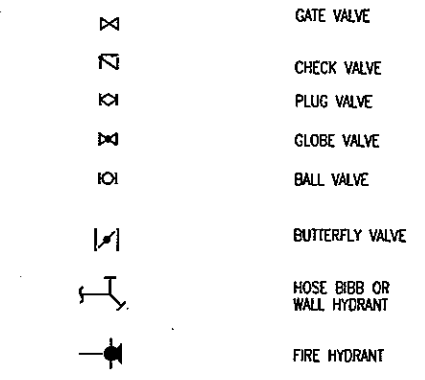 GATE VALVE
CHECK VALVE
PLUG VALVE
GLOBE VALVE
BALL VALVE
BUTTERFLY VALVE
HOSE BIBB OR
WALL HYDRANT
FIRE HYDRANT